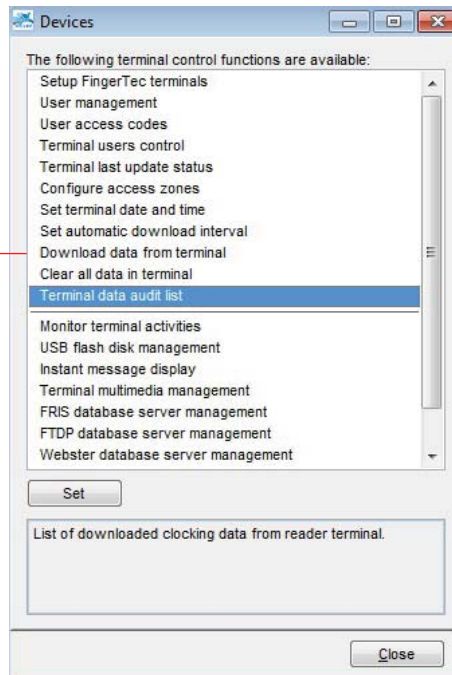 Devices
The following terminal control functions are available:
Setup FingerTec terminals
User management
User access codes
Terminal users control
Terminal last update status
Configure access zones
Set terminal date and time
Set automatic download interval
Download data from terminal
Clear all data in terminal
Terminal data audit list
Monitor terminal activities
USB flash disk management
Instant message display
Terminal multimedia management
FRIS database server management
FTDP database server management
Webster database server management
Set
List of downloaded clocking data from reader terminal.
Close